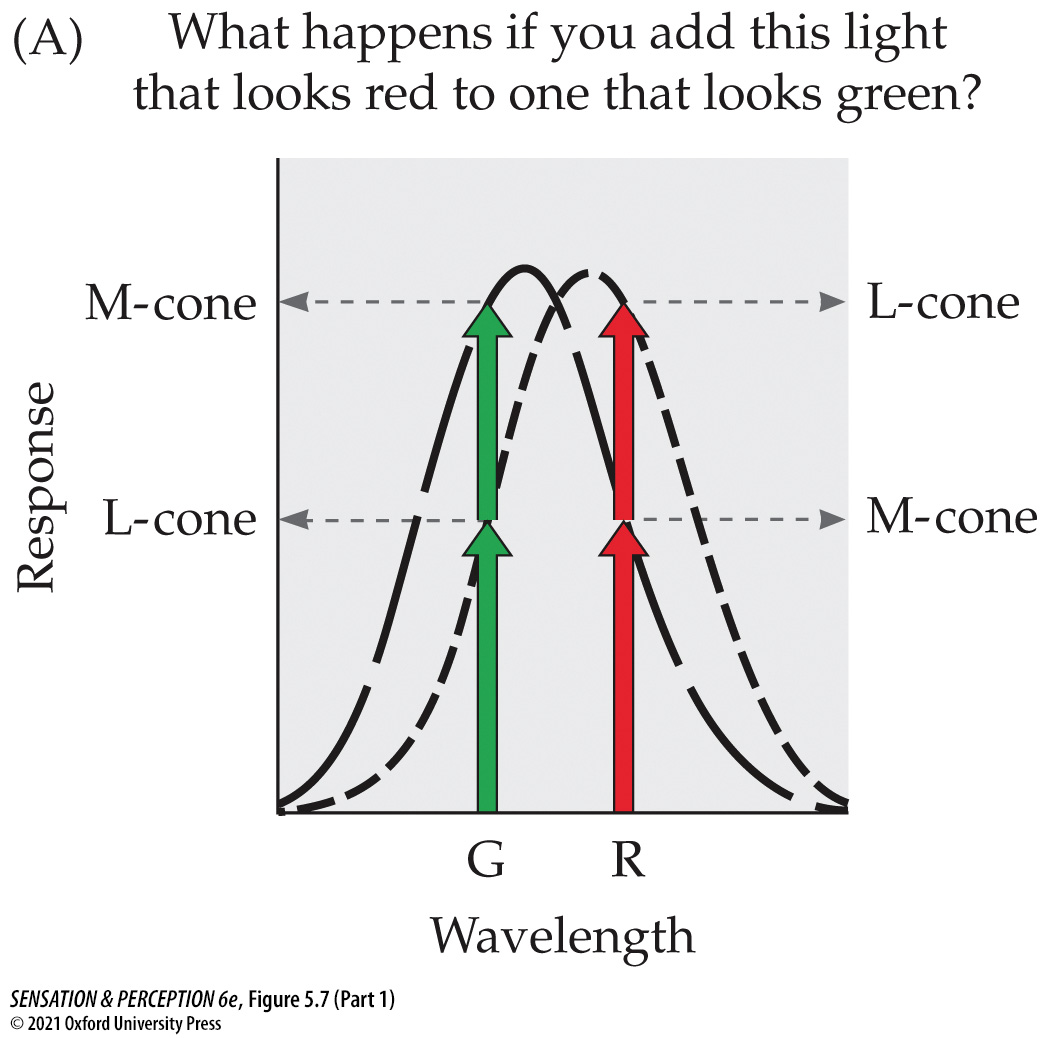 (A)
What happens if you add this light
that looks red to one that looks green?
M-cone
L-cone
L-cone
M-cone
Response
G
R
Wavelength
SENSATION & PERCEPTION 6e, Figure 5.7 (Part 1)
© 2021 Oxford University Press